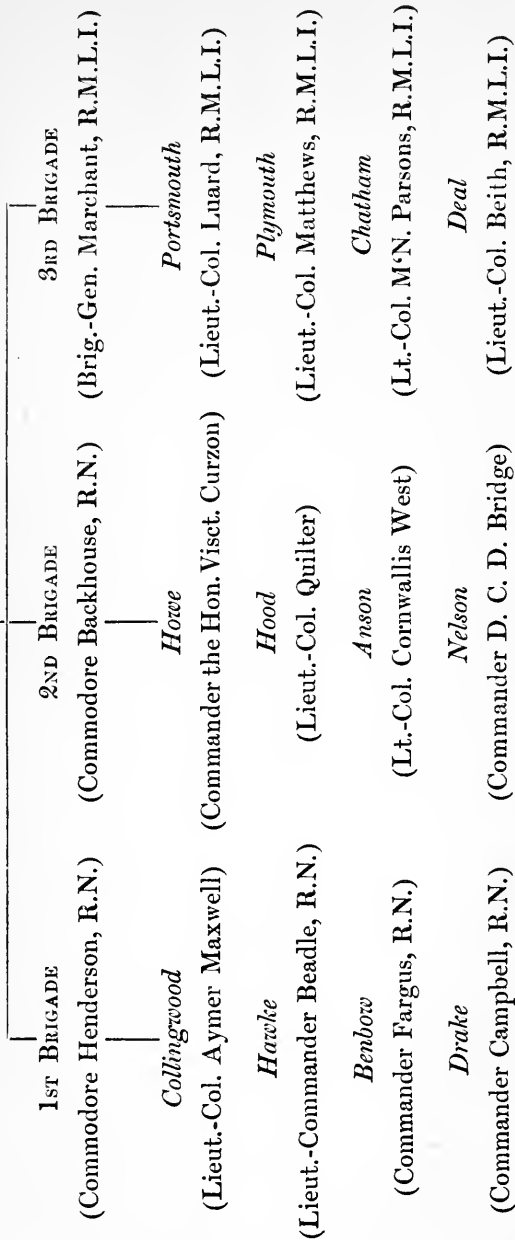 1ST BRIGADE
(Commodore Henderson, R.N.)
Collingwood
(Lieut.-Col. Aymer Maxwell)
Hawke
(Lieut.-Commander Beadle, R.N.)
Benbow
(Commander Fargus, R.N.)
Drake
(Commander Campbell, R.N.)
2ND BRIGADE
(Commodore Backhouse, R.N.)
Howe
(Commander the Hon. Visct. Curzon)
Hood
(Lieut.-Col. Quilter)
Anson
(Lt.-Col. Cornwallis West)
Nelson
(Commander D. C. D. Bridge)
3RD BRIGADE
(Brig.-Gen. Marchant, R.M.L.I.)
Portsmouth
(Lieut.-Col. Luard, R.M.L.I.)
Plymouth
(Lieut.-Col. Matthews, R.M.L.I.)
Chatham
(Lt.-Col. M‘N. Parsons, R.M.L.I.)
Deal
(Lieut.-Col. Beith, R.M.L.I.)